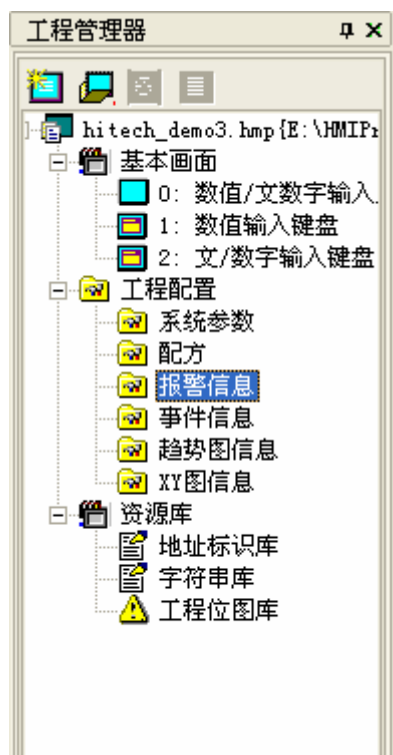 工程管理器
hitech_demo3.hmp{E:\HMIPr
基本画面
0: 数值/文数字输入
1: 数值输入键盘
2: 文/数字输入键盘
工程配置
系统参数
配方
报警信息
事件信息
趋势图信息
XY图信息
资源库
地址标识库
字符串库
工程位图库